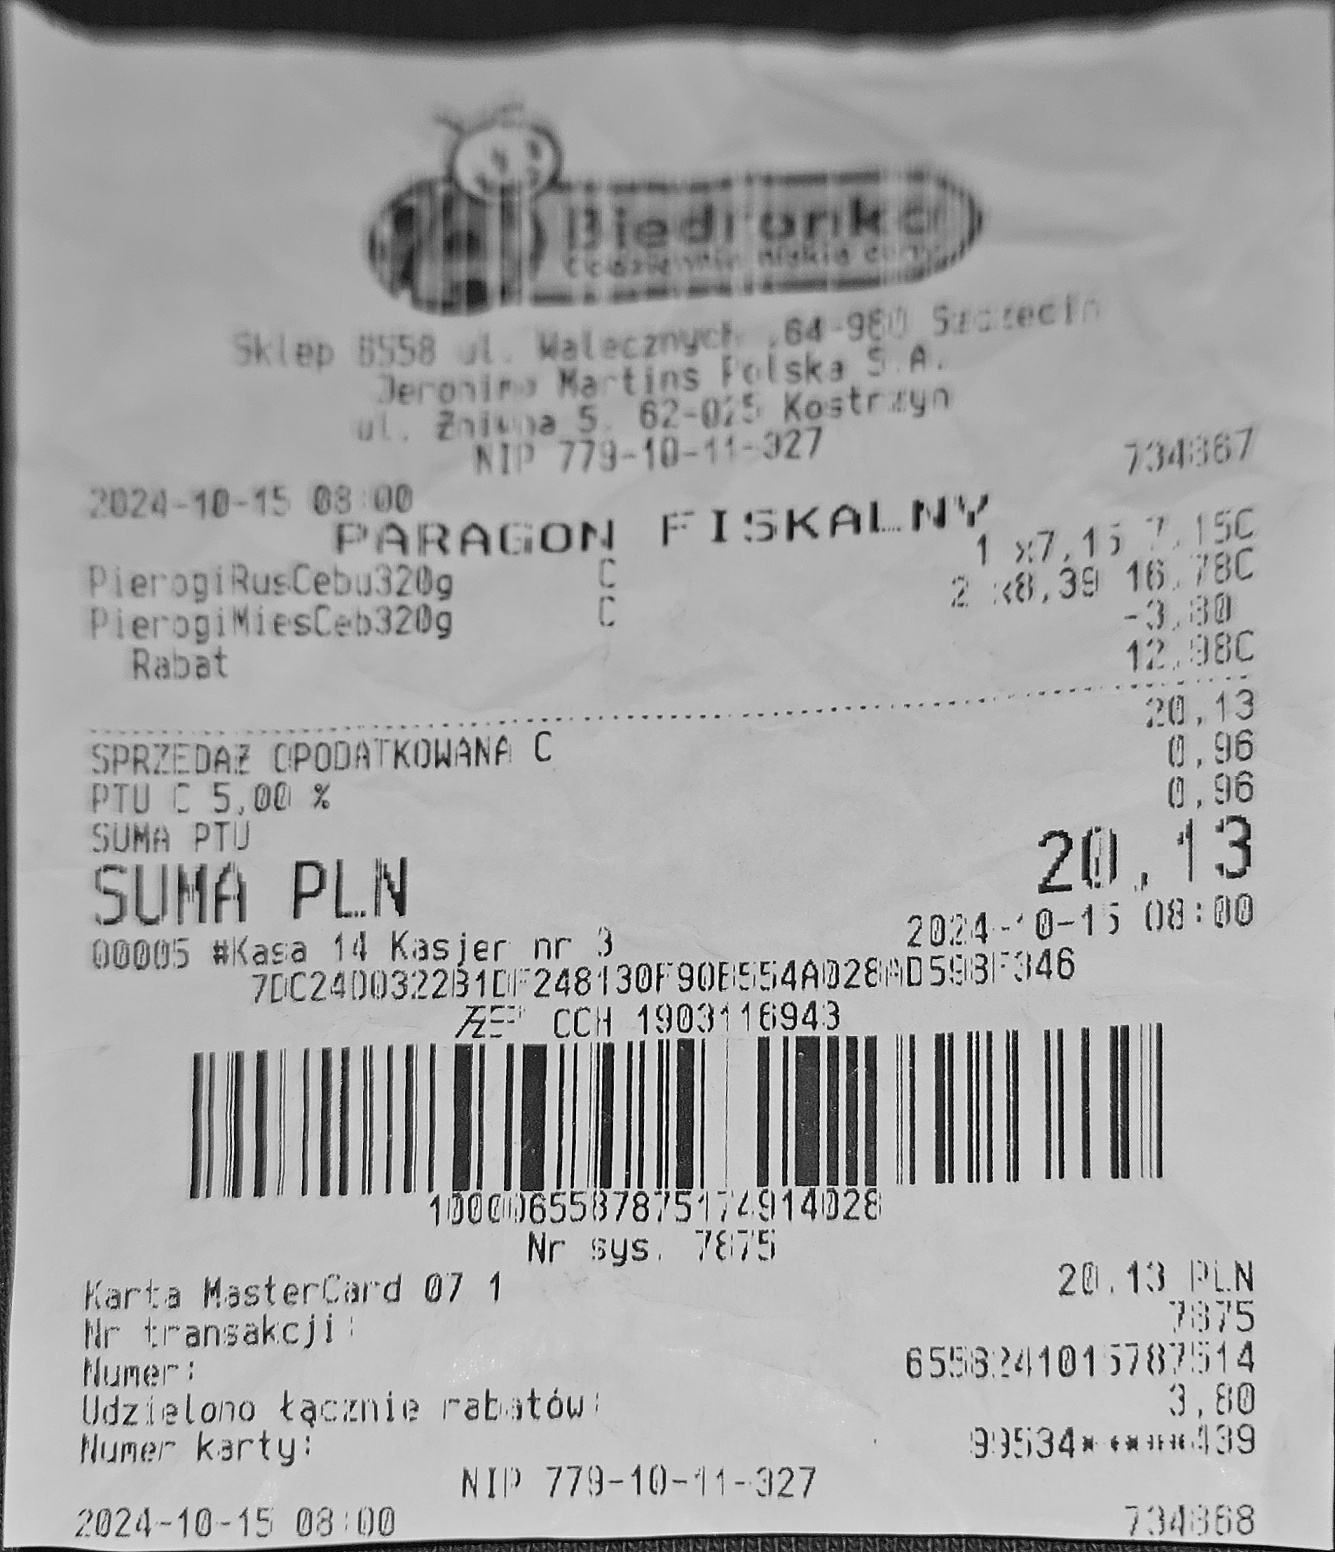 Biedronka
Codziennie niskie ceny
Sklep 6558 ul. Walecznych ,64-980 Szczecin
Jeronimo Martins Polska S.A.
ul. Żniwna 5, 62-025 Kostrzyn
NIP 779-10-11-327
2024-10-15 08:00 734867
PARAGON FISKALNY
PierogiRusCebu320g C 1 x7,15 7,15C
PierogiMiesCeb320g C 2 x8,39 16,78C
Rabat -3,80
12,98C
SPRZEDAŻ OPODATKOWANA C 20,13
PTU C 5,00 % 0,96
SUMA PTU 0,96
SUMA PLN 20,13
00005 #Kasa 14 Kasjer nr 3 2024-10-15 08:00
CCH 1903116943
1000065587875174914028
Nr sys. 7875
Karta MasterCard 07 1 20,13 PLN
Nr transakcji: 7875
Numer: 6558241015787514
Udzielono łącznie rabatów: 3,80
Numer karty:
NIP 779-10-11-327
2024-10-15 08:00 734868